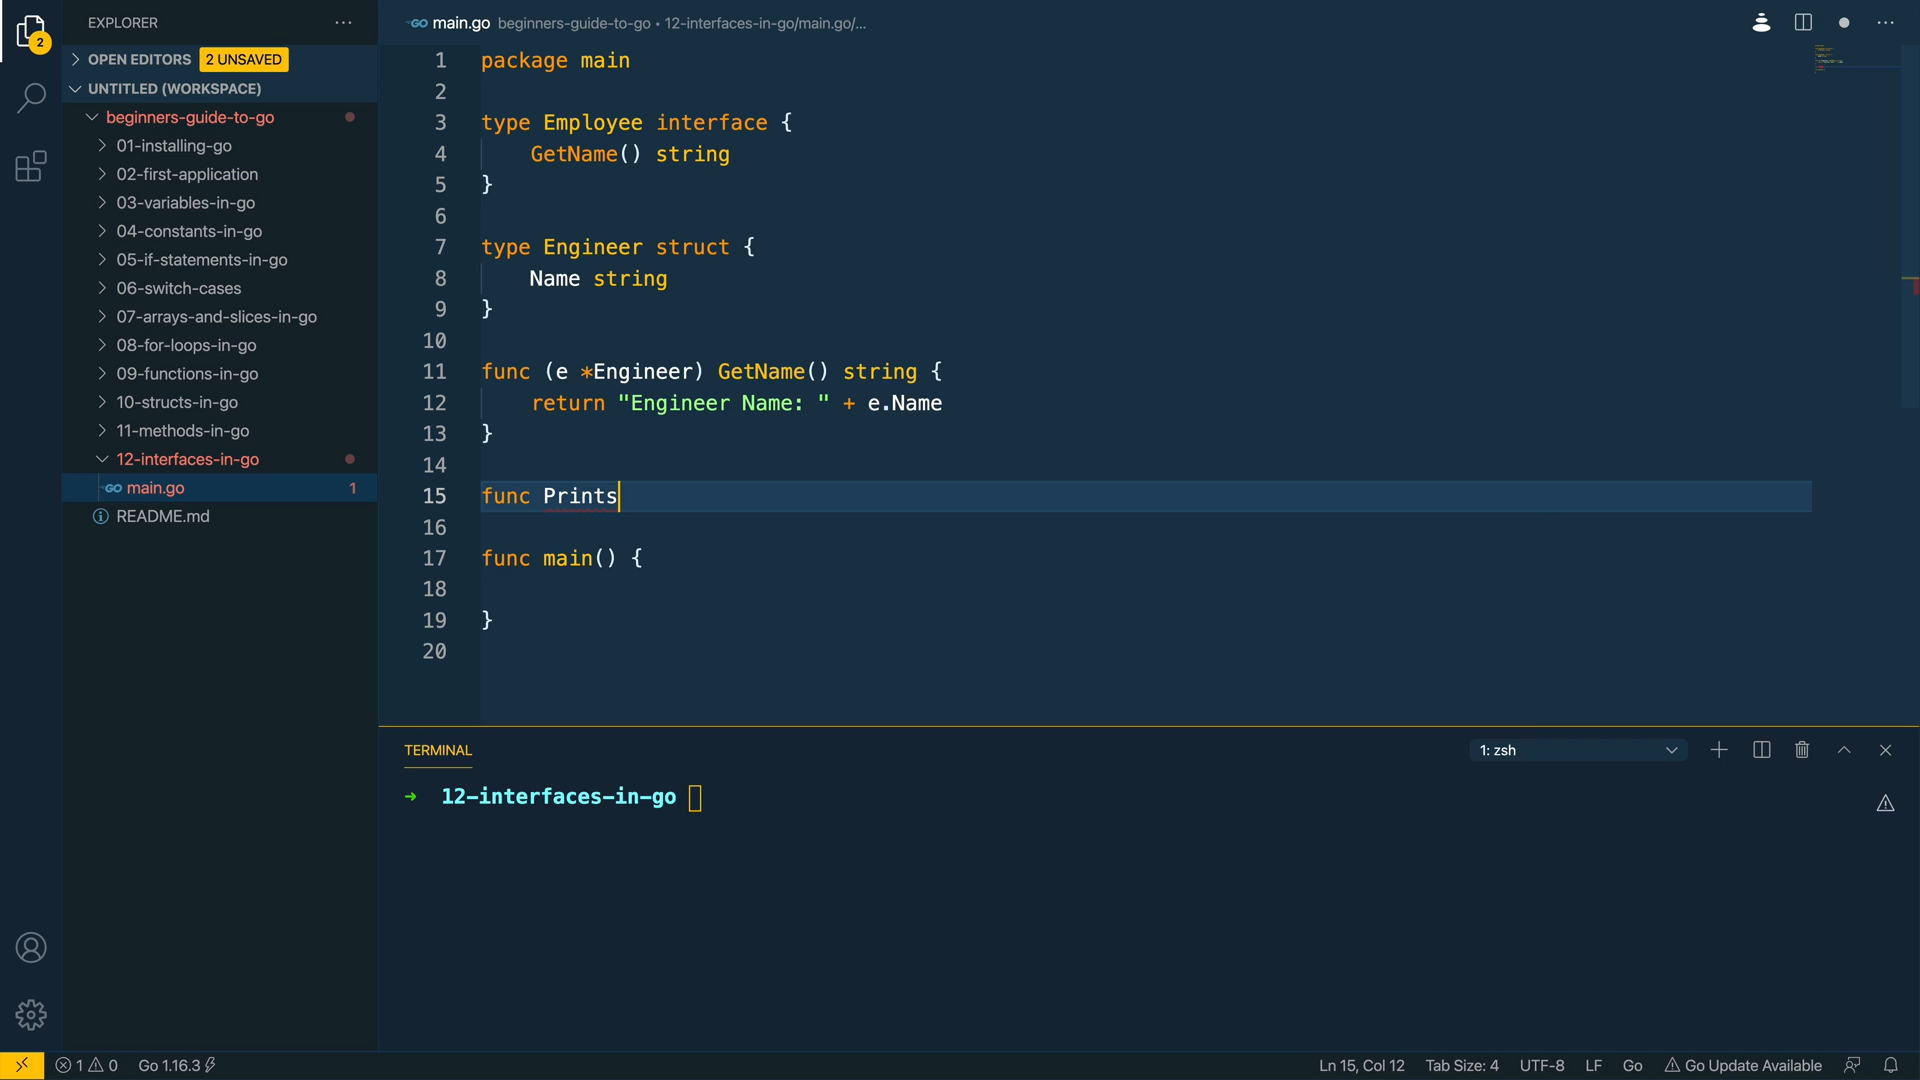 EXPLORER
main.go beginners-guide-to-go • 12-interfaces-in-go/main.go/...
2
OPEN EDITORS 2 UNSAVED
UNTITLED (WORKSPACE)
beginners-guide-to-go
01-installing-go
02-first-application
03-variables-in-go
04-constants-in-go
05-if-statements-in-go
06-switch-cases
07-arrays-and-slices-in-go
08-for-loops-in-go
09-functions-in-go
10-structs-in-go
11-methods-in-go
12-interfaces-in-go
GO main.go 1
README.md
1 package main
2
3 type Employee interface {
4 GetName() string
5 }
6
7 type Engineer struct {
8 Name string
9 }
10
11 func (e *Engineer) GetName() string {
12 return "Engineer Name: " + e.Name
13 }
14
15 func Prints
16
17 func main() {
18
19 }
20
TERMINAL
1: zsh
➜ 12-interfaces-in-go
1 0 Go 1.16.3
Ln 15, Col 12 Tab Size: 4 UTF-8 LF Go Go Update Available